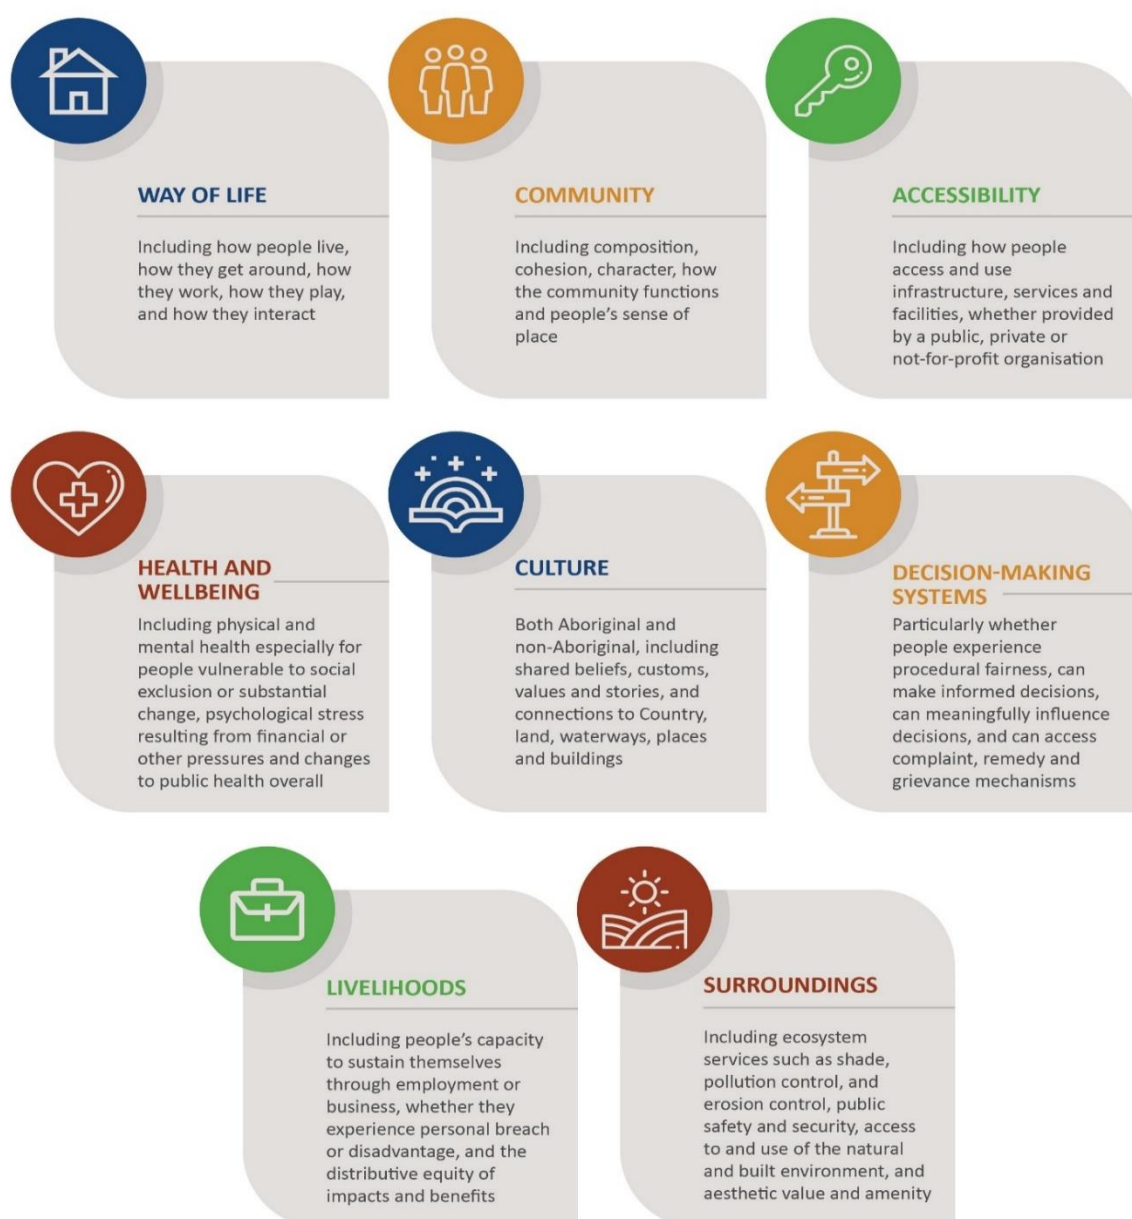 WAY OF LIFE
Including how people live,
how they get around, how
they work, how they play,
and how they interact
COMMUNITY
Including composition,
cohesion, character, how
the community functions
and people’s sense of
place
ACCESSIBILITY
Including how people
access and use
infrastructure, services and
facilities, whether provided
by a public, private or
not-for-profit organisation
HEALTH AND
WELLBEING
Including physical and
mental health especially for
people vulnerable to social
exclusion or substantial
change, psychological stress
resulting from financial or
other pressures and changes
to public health overall
CULTURE
Both Aboriginal and
non-Aboriginal, including
shared beliefs, customs,
values and stories, and
connections to Country,
land, waterways, places
and buildings
DECISION-MAKING
SYSTEMS
Particularly whether
people experience
procedural fairness, can
make informed decisions,
can meaningfully influence
decisions, and can access
complaint, remedy and
grievance mechanisms
LIVELIHOODS
Including people’s capacity
to sustain themselves
through employment or
business, whether they
experience personal breach
or disadvantage, and the
distributive equity of
impacts and benefits
SURROUNDINGS
Including ecosystem
services such as shade,
pollution control, and
erosion control, public
safety and security, access
to and use of the natural
and built environment, and
aesthetic value and amenity